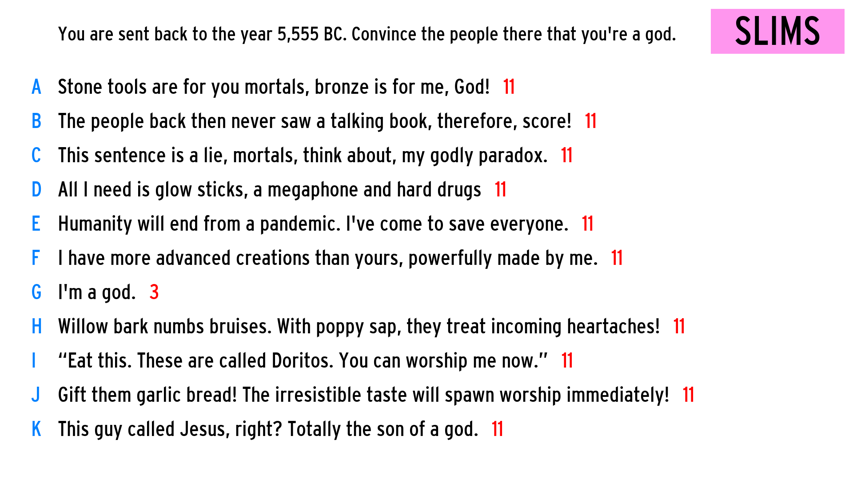 You are sent back to the year 5,555 BC. Convince the people there that you're a god.
SLIMS
A Stone tools are for you mortals, bronze is for me, God! 11
B The people back then never saw a talking book, therefore, score! 11
C This sentence is a lie, mortals, think about, my godly paradox. 11
D All I need is glow sticks, a megaphone and hard drugs 11
E Humanity will end from a pandemic. I've come to save everyone. 11
F I have more advanced creations than yours, powerfully made by me. 11
G I'm a god. 3
H Willow bark numbs bruises. With poppy sap, they treat incoming heartaches! 11
I “Eat this. These are called Doritos. You can worship me now.” 11
J Gift them garlic bread! The irresistible taste will spawn worship immediately! 11
K This guy called Jesus, right? Totally the son of a god. 11